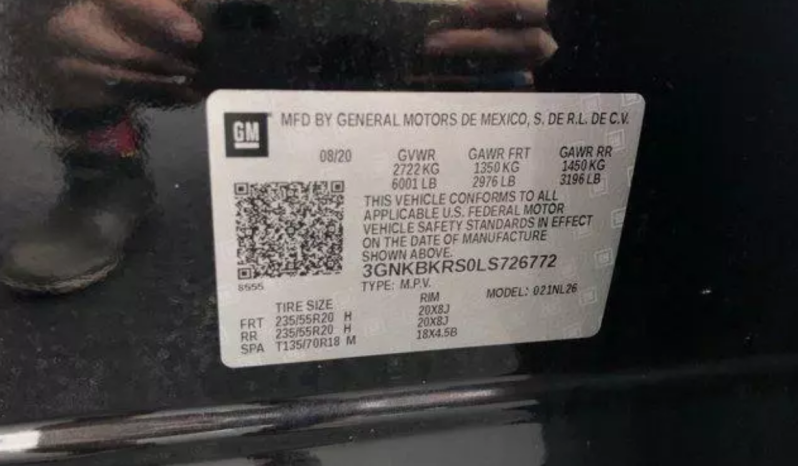 GM MFD BY GENERAL MOTORS DE MEXICO, S. DE R.L. DE C.V.
08/20 GVWR GAWR FRT GAWR RR
2722 KG 1350 KG 1450 KG
6001 LB 2976 LB 3196 LB
THIS VEHICLE CONFORMS TO ALL
APPLICABLE U.S. FEDERAL MOTOR
VEHICLE SAFETY STANDARDS IN EFFECT
ON THE DATE OF MANUFACTURE
SHOWN ABOVE.
3GNKBKRS0LS726772
8555 TYPE: M.P.V. MODEL: 021NL26
TIRE SIZE RIM
FRT 235/55R20 H 20X8J
RR 235/55R20 H 20X8J
SPA T135/70R18 M 18X4.5B